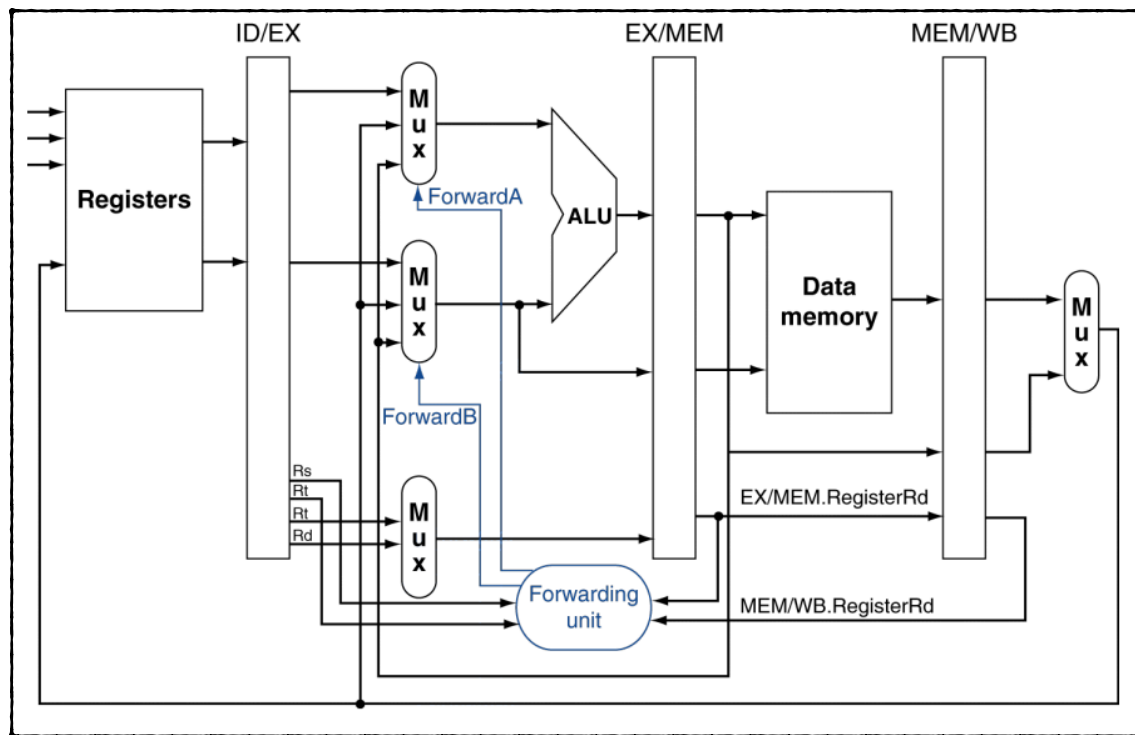 ID/EX
EX/MEM
MEM/WB
Registers
M
u
x
ForwardA
ALU
M
u
x
ForwardB
Data
memory
M
u
x
Rs
Rt
Rt
Rd
M
u
x
EX/MEM.RegisterRd
Forwarding
unit
MEM/WB.RegisterRd